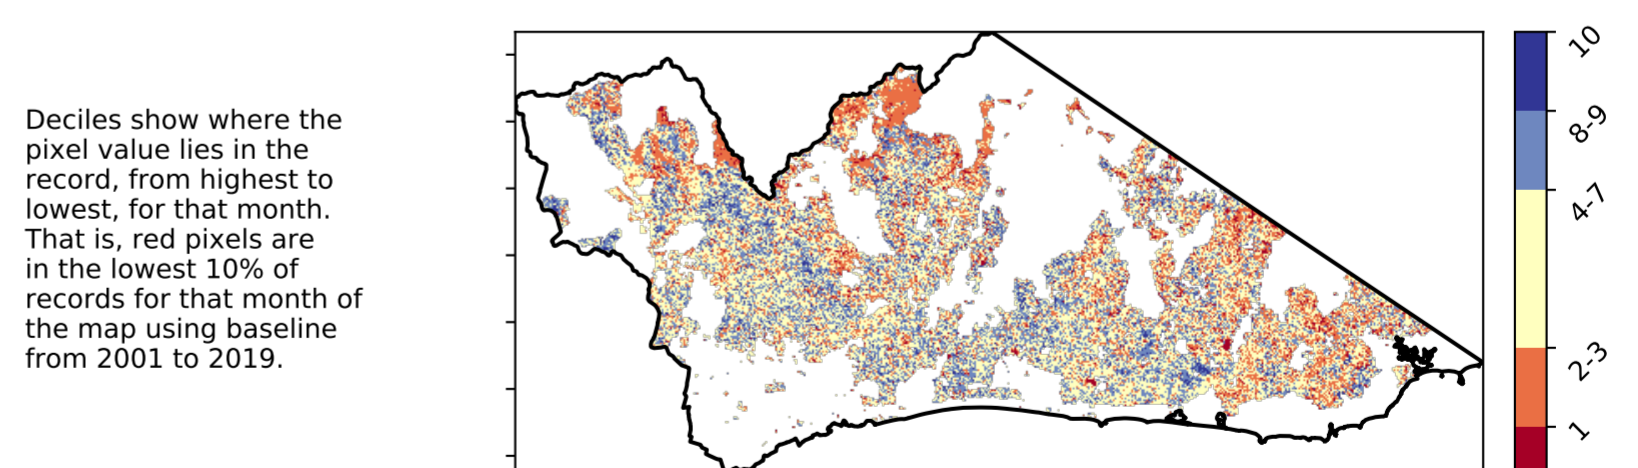 Deciles show where the
pixel value lies in the
record, from highest to
lowest, for that month.
That is, red pixels are
in the lowest 10% of
records for that month of
the map using baseline
from 2001 to 2019.
10
8-9
4-7
2-3
1